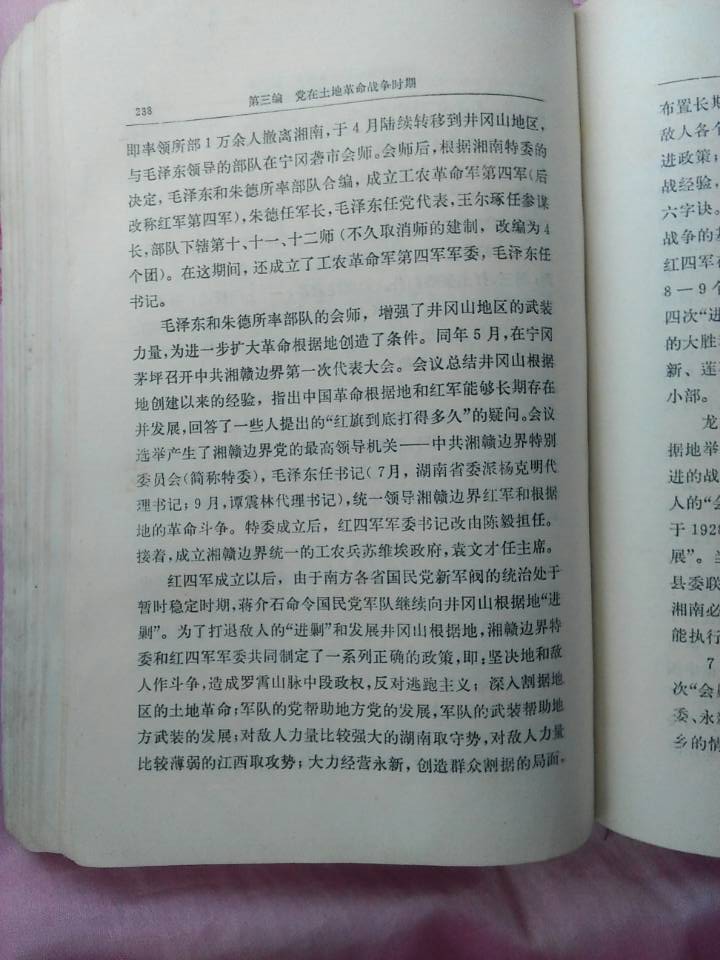 238
第三编 党在土地革命战争时期
即率领所部1万余人撤离湘南,于4月陆续转移到井冈山地区,
与毛泽东领导的部队在宁冈砻市会师。会师后,根据湘南特委的
决定,毛泽东和朱德所率部队合编,成立工农革命军第四军(后
改称红军第四军),朱德任军长,毛泽东任党代表,王尔琢任参谋
长,部队下辖第十、十一、十二师(不久取消师的建制,改编为4
个团)。在这期间,还成立了工农革命军第四军军委,毛泽东任
书记。
毛泽东和朱德所率部队的会师,增强了井冈山地区的武装
力量,为进一步扩大革命根据地创造了条件。同年5月,在宁冈
茅坪召开中共湘赣边界第一次代表大会。会议总结井冈山根据
地创建以来的经验,指出中国革命根据地和红军能够长期存在
并发展,回答了一些人提出的“红旗到底打得多久”的疑问。会议
选举产生了湘赣边界党的最高领导机关——中共湘赣边界特别
委员会(简称特委),毛泽东任书记(7月,湖南省委派杨克明代
理书记;9月,谭震林代理书记),统一领导湘赣边界红军和根据
地的革命斗争。特委成立后,红四军军委书记改由陈毅担任。
接着,成立湘赣边界统一的工农兵苏维埃政府,袁文才任主席。
红四军成立以后,由于南方各省国民党新军阀的统治处于
暂时稳定时期,蒋介石命令国民党军队继续向井冈山根据地“进
剿”。为了打退敌人的“进剿”和发展井冈山根据地,湘赣边界特
委和红四军军委共同制定了一系列正确的政策,即:坚决地和敌
人作斗争,造成罗霄山脉中段政权,反对逃跑主义;深入割据地
区的土地革命;军队的党帮助地方党的发展,军队的武装帮助地
方武装的发展;对敌人力量比较强大的湖南取守势,对敌人力量
比较薄弱的江西取攻势;大力经营永新,创造群众割据的局面,
布置长期
敌人各个
进政策;
战经验,
六字诀。
战争的基
红四军在
8—9个
四次“进
的大胜
新、莲
小部。
龙
据地举
进的战
人的“会
于1928
展”。当
县委联
湘南必
能执行
7
次“会师
委、永
乡的情